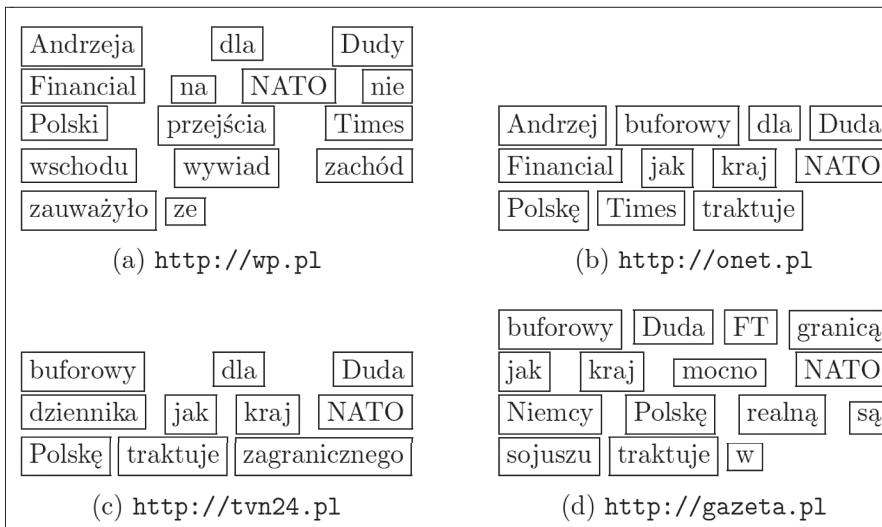 Andrzeja dla Dudy
Financial na NATO nie
Polski przejścia Times
wschodu wywiad zachód
zauważyło ze
(a) http://wp.pl
Andrzej buforowy dla Duda
Financial jak kraj NATO
Polskę Times traktuje
(b) http://onet.pl
buforowy dla Duda
dziennika jak kraj NATO
Polskę traktuje zagranicznego
(c) http://tvn24.pl
buforowy Duda FT granicą
jak kraj mocno NATO
Niemcy Polskę realną są
sojuszu traktuje w
(d) http://gazeta.pl